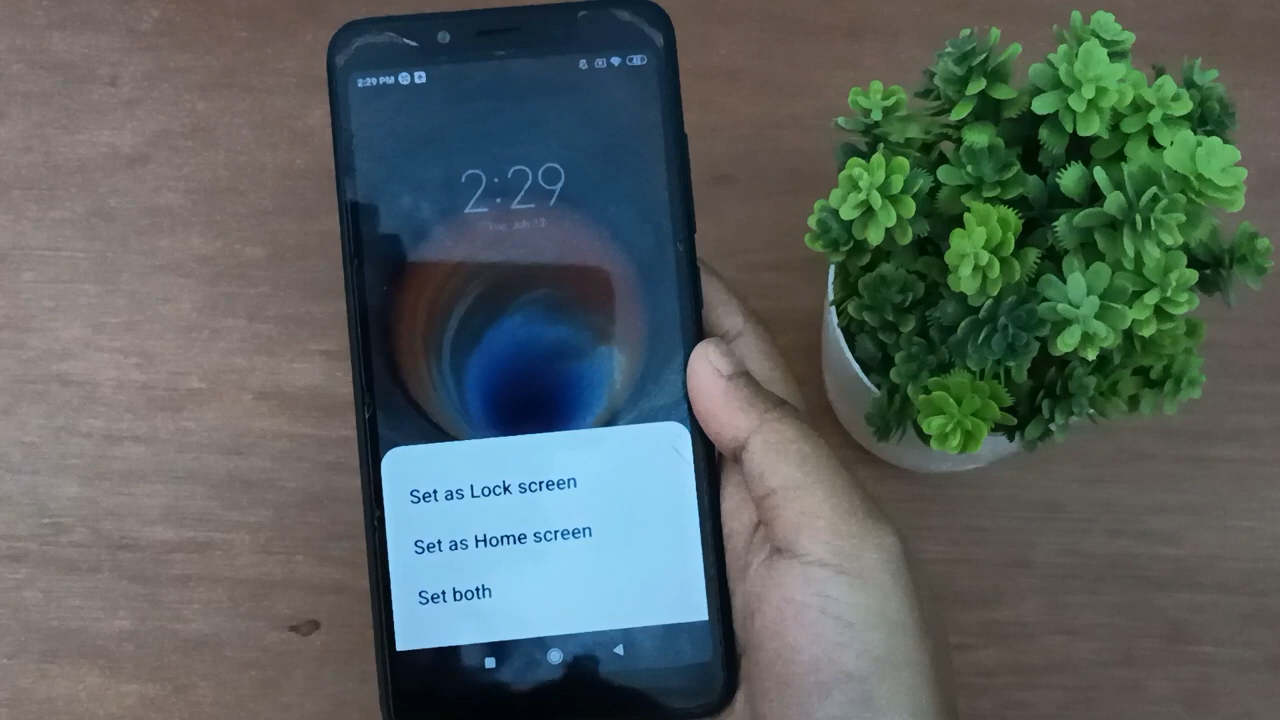 2:29 PM
2:29
Set as Lock screen
Set as Home screen
Set both